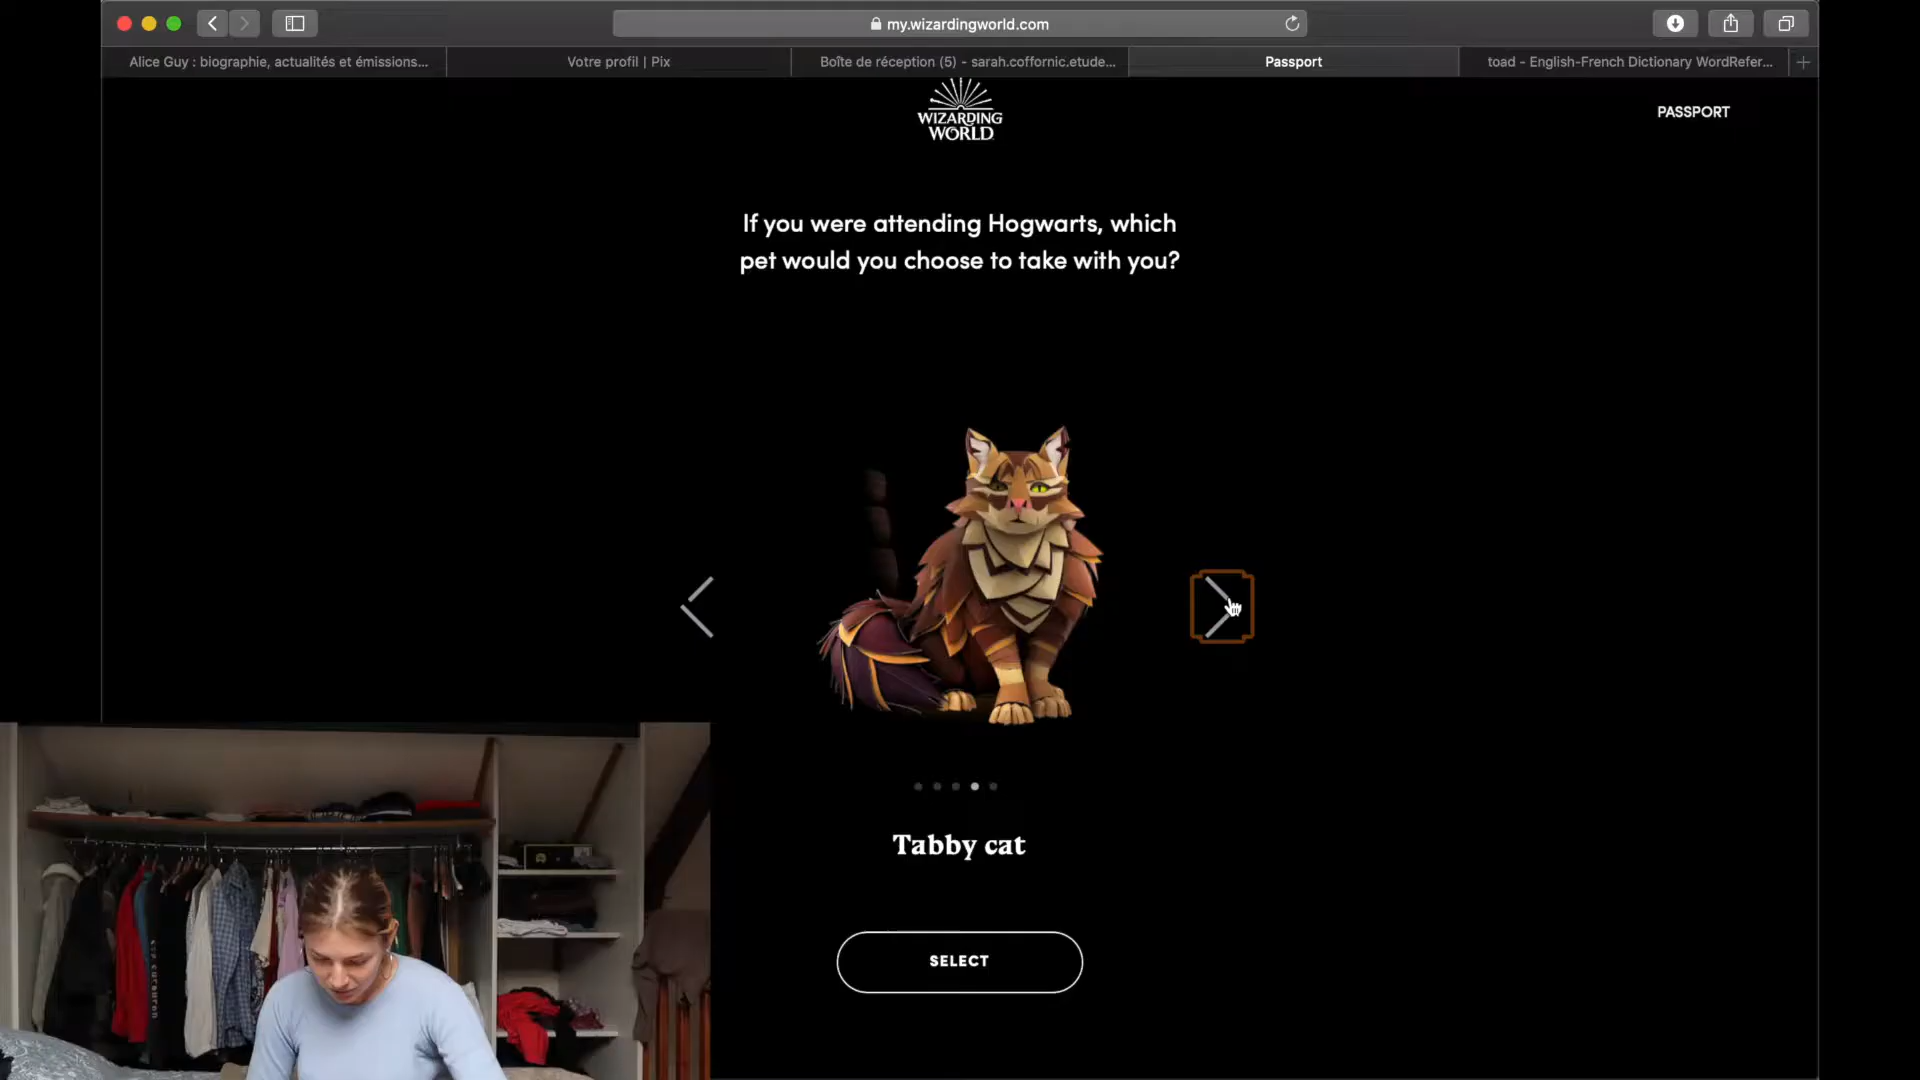 my.wizardingworld.com
Alice Guy : biographie, actualités et émissions...
Votre profil | Pix
Boîte de réception (5) - sarah.coffornic.etude...
Passport
toad - English-French Dictionary WordRefer...
WIZARDING
WORLD
PASSPORT
If you were attending Hogwarts, which
pet would you choose to take with you?
Tabby cat
SELECT